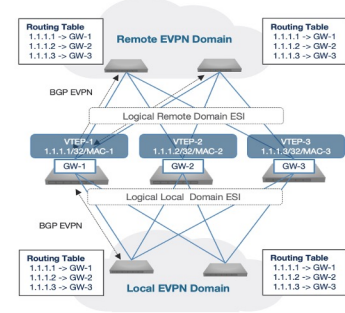 Routing Table
1.1.1.1 -> GW-1
1.1.1.2 -> GW-2
1.1.1.3 -> GW-3
Remote EVPN Domain
Routing Table
1.1.1.1 -> GW-1
1.1.1.2 -> GW-2
1.1.1.3 -> GW-3
BGP EVPN
Logical Remote Domain ESI
VTEP-1
1.1.1.1/32/MAC-1
GW-1
VTEP-2
1.1.1.2/32/MAC-2
GW-2
VTEP-3
1.1.1.3/32/MAC-3
GW-3
Logical Local Domain ESI
BGP EVPN
Routing Table
1.1.1.1 -> GW-1
1.1.1.2 -> GW-2
1.1.1.3 -> GW-3
Local EVPN Domain
Routing Table
1.1.1.1 -> GW-1
1.1.1.2 -> GW-2
1.1.1.3 -> GW-3